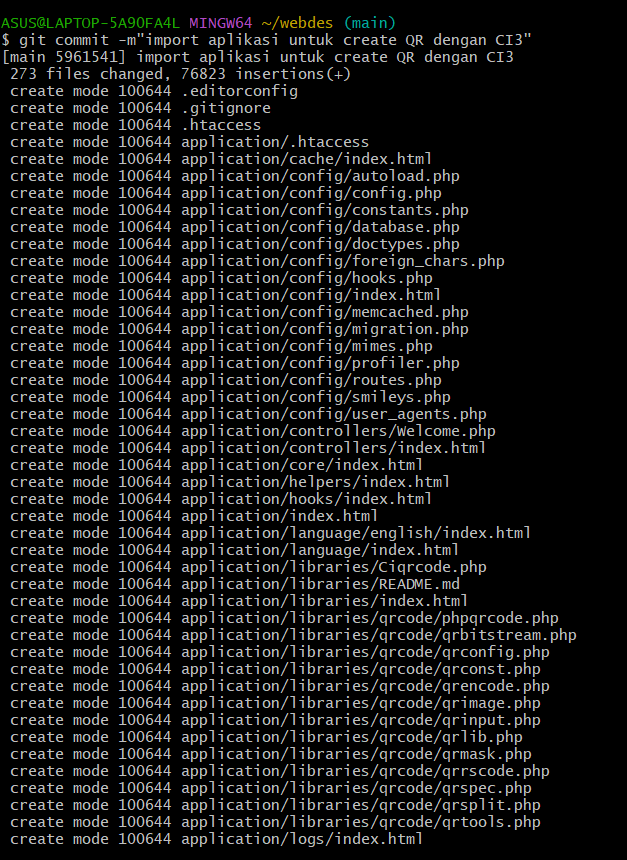 ASUS@LAPTOP-5A9OFA4L MINGW64 ~/webdes (main)
$ git commit -m"import aplikasi untuk create QR dengan CI3"
[main 5961541] import aplikasi untuk create QR dengan CI3
 273 files changed, 76823 insertions(+)
 create mode 100644 .editorconfig
 create mode 100644 .gitignore
 create mode 100644 .htaccess
 create mode 100644 application/.htaccess
 create mode 100644 application/cache/index.html
 create mode 100644 application/config/autoload.php
 create mode 100644 application/config/config.php
 create mode 100644 application/config/constants.php
 create mode 100644 application/config/database.php
 create mode 100644 application/config/doctypes.php
 create mode 100644 application/config/foreign_chars.php
 create mode 100644 application/config/hooks.php
 create mode 100644 application/config/index.html
 create mode 100644 application/config/memcached.php
 create mode 100644 application/config/migration.php
 create mode 100644 application/config/mimes.php
 create mode 100644 application/config/profiler.php
 create mode 100644 application/config/routes.php
 create mode 100644 application/config/smileys.php
 create mode 100644 application/config/user_agents.php
 create mode 100644 application/controllers/Welcome.php
 create mode 100644 application/controllers/index.html
 create mode 100644 application/core/index.html
 create mode 100644 application/helpers/index.html
 create mode 100644 application/hooks/index.html
 create mode 100644 application/index.html
 create mode 100644 application/language/english/index.html
 create mode 100644 application/language/index.html
 create mode 100644 application/libraries/Ciqrcode.php
 create mode 100644 application/libraries/README.md
 create mode 100644 application/libraries/index.html
 create mode 100644 application/libraries/qrcode/phpqrcode.php
 create mode 100644 application/libraries/qrcode/qrbitstream.php
 create mode 100644 application/libraries/qrcode/qrconfig.php
 create mode 100644 application/libraries/qrcode/qrconst.php
 create mode 100644 application/libraries/qrcode/qrencode.php
 create mode 100644 application/libraries/qrcode/qrimage.php
 create mode 100644 application/libraries/qrcode/qrinput.php
 create mode 100644 application/libraries/qrcode/qrlib.php
 create mode 100644 application/libraries/qrcode/qrmask.php
 create mode 100644 application/libraries/qrcode/qrrscode.php
 create mode 100644 application/libraries/qrcode/qrspec.php
 create mode 100644 application/libraries/qrcode/qrsplit.php
 create mode 100644 application/libraries/qrcode/qrtools.php
 create mode 100644 application/logs/index.html